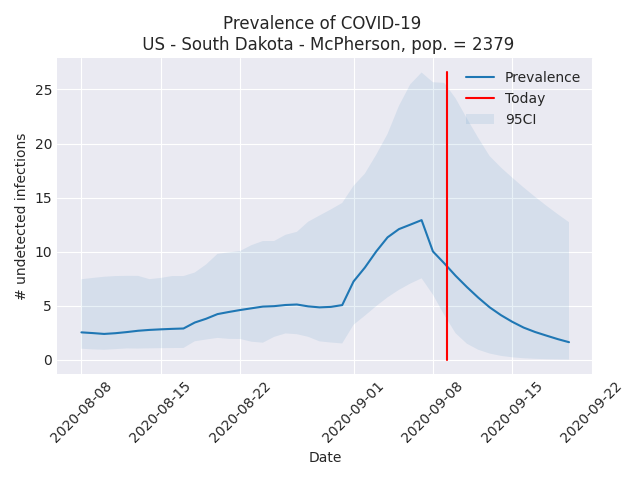 Prevalence of COVID-19
US - South Dakota - McPherson, pop. = 2379
Prevalence
Today
95CI
# undetected infections
25
20
15
10
5
0
2020-08-08
2020-08-15
2020-08-22
2020-09-01
2020-09-08
2020-09-15
2020-09-22
Date